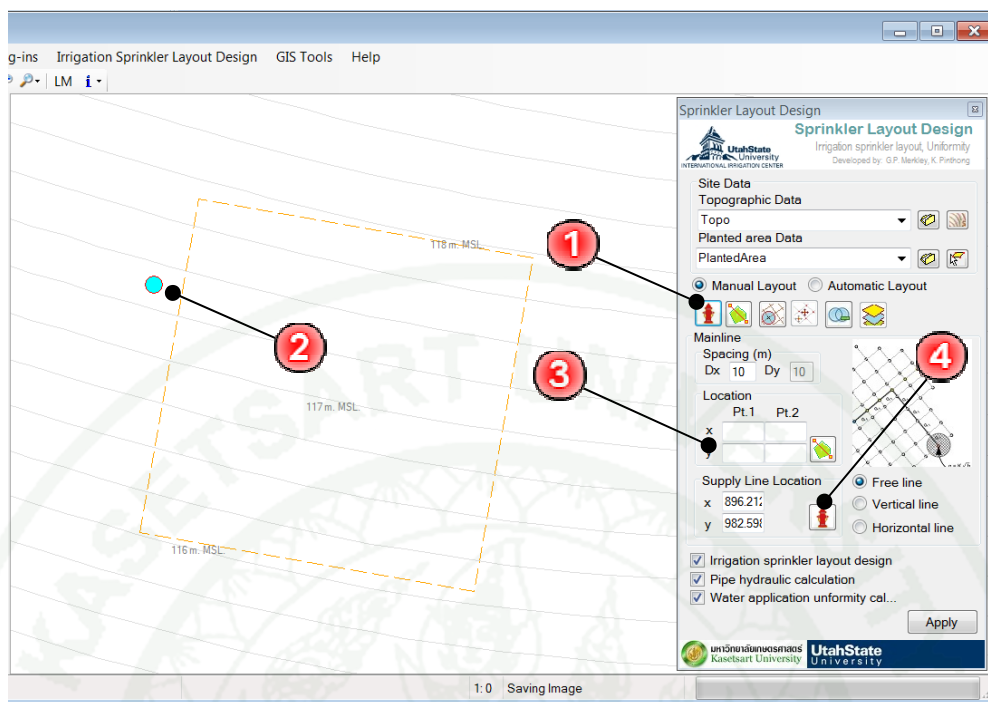 g-ins Irrigation Sprinkler Layout Design GIS Tools Help
LM i
Sprinkler Layout Design
Sprinkler Layout Design
UtahState
University
INTERNATIONAL IRRIGATION CENTER
Irrigation sprinkler layout, Uniformity
Developed by: G.P. Merkley, K. Pinthong
Site Data
Topographic Data
Topo
Planted area Data
PlantedArea
Manual Layout Automatic Layout
Mainline
Spacing (m)
Dx 10 Dy 10
Location
Pt.1 Pt.2
x
y
Supply Line Location
x 896.212
y 982.598
Free line
Vertical line
Horizontal line
Irrigation sprinkler layout design
Pipe hydraulic calculation
Water application unformity cal...
Apply
มหาวิทยาลัยเกษตรศาสตร์
Kasetsart University
UtahState
University
118 m. MSL.
117 m. MSL.
116 m. MSL.
1
2
3
4
KASETSART UNIVE
1: 0 Saving Image